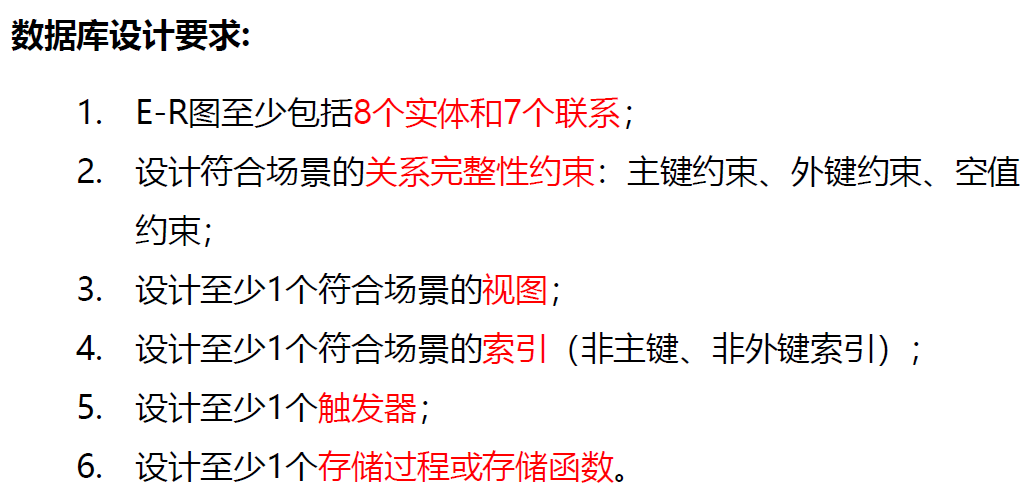 数据库设计要求:
1. E-R图至少包括8个实体和7个联系；
2. 设计符合场景的关系完整性约束：主键约束、外键约束、空值
约束；
3. 设计至少1个符合场景的视图；
4. 设计至少1个符合场景的索引（非主键、非外键索引）；
5. 设计至少1个触发器；
6. 设计至少1个存储过程或存储函数。